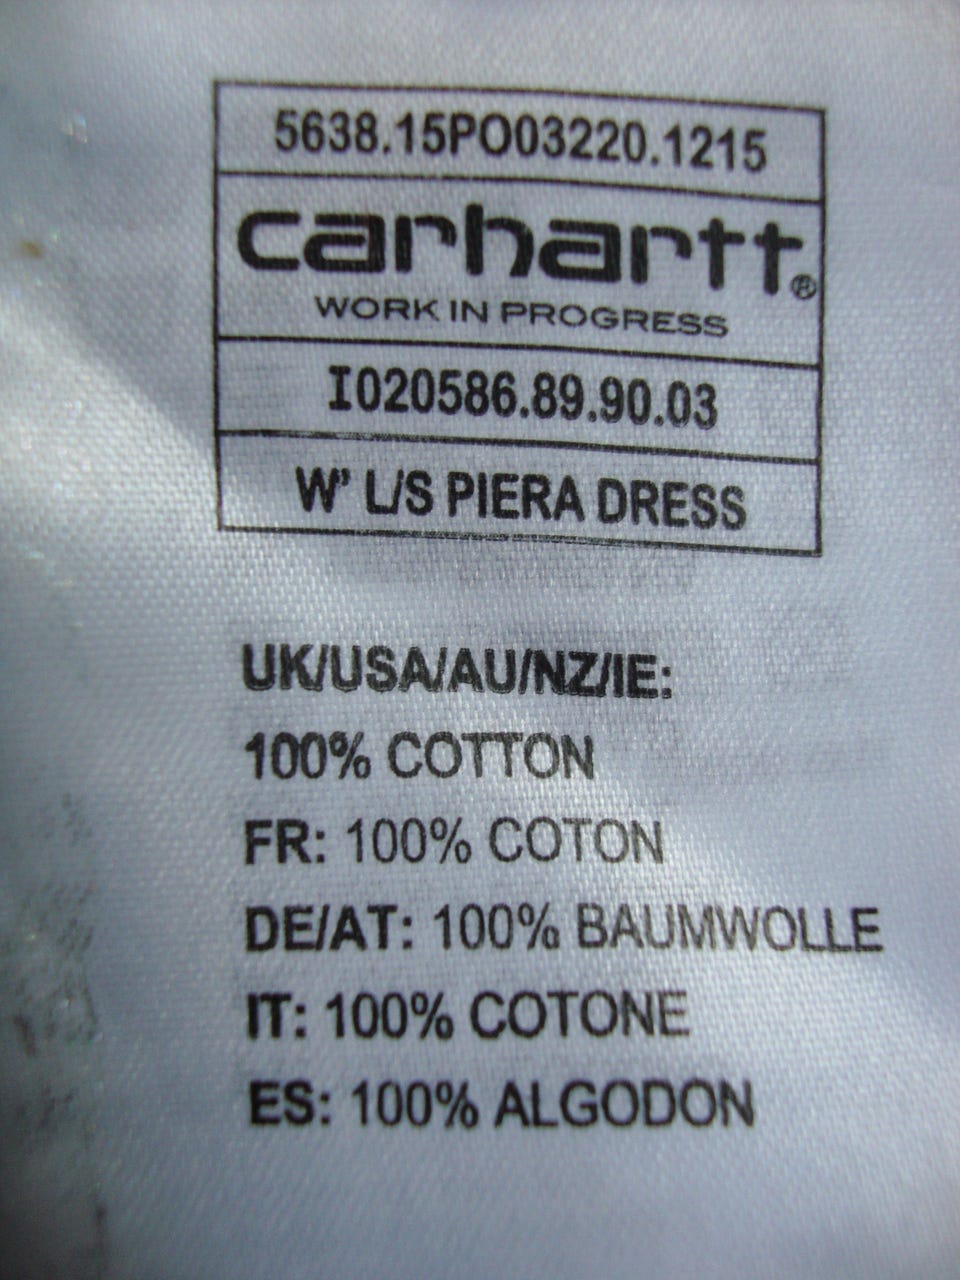 5638.15PO03220.1215
carhartt®
WORK IN PROGRESS
I020586.89.90.03
W' L/S PIERA DRESS
UK/USA/AU/NZ/IE:
100% COTTON
FR: 100% COTON
DE/AT: 100% BAUMWOLLE
IT: 100% COTONE
ES: 100% ALGODON